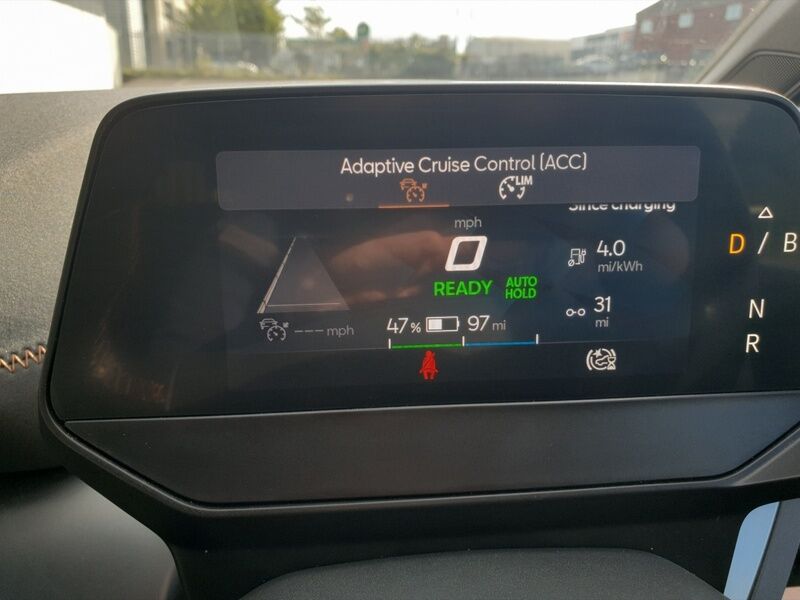 Adaptive Cruise Control (ACC)
LIM
Since charging
mph
0
4.0
mi/kWh
READY
AUTO
HOLD
31
mi
--- mph
47 %
97 mi
D / B
N
R